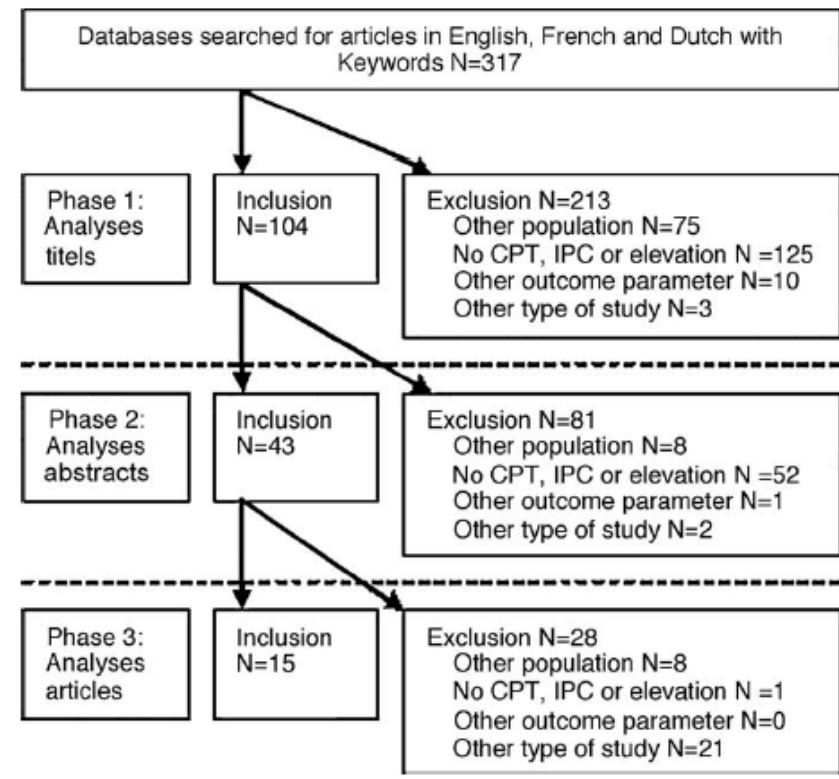 Databases searched for articles in English, French and Dutch with
Keywords N=317
Phase 1:
Analyses
titels
Inclusion
N=104
Exclusion N=213
Other population N=75
No CPT, IPC or elevation N =125
Other outcome parameter N=10
Other type of study N=3
Phase 2:
Analyses
abstracts
Inclusion
N=43
Exclusion N=81
Other population N=8
No CPT, IPC or elevation N =52
Other outcome parameter N=1
Other type of study N=2
Phase 3:
Analyses
articles
Inclusion
N=15
Exclusion N=28
Other population N=8
No CPT, IPC or elevation N =1
Other outcome parameter N=0
Other type of study N=21